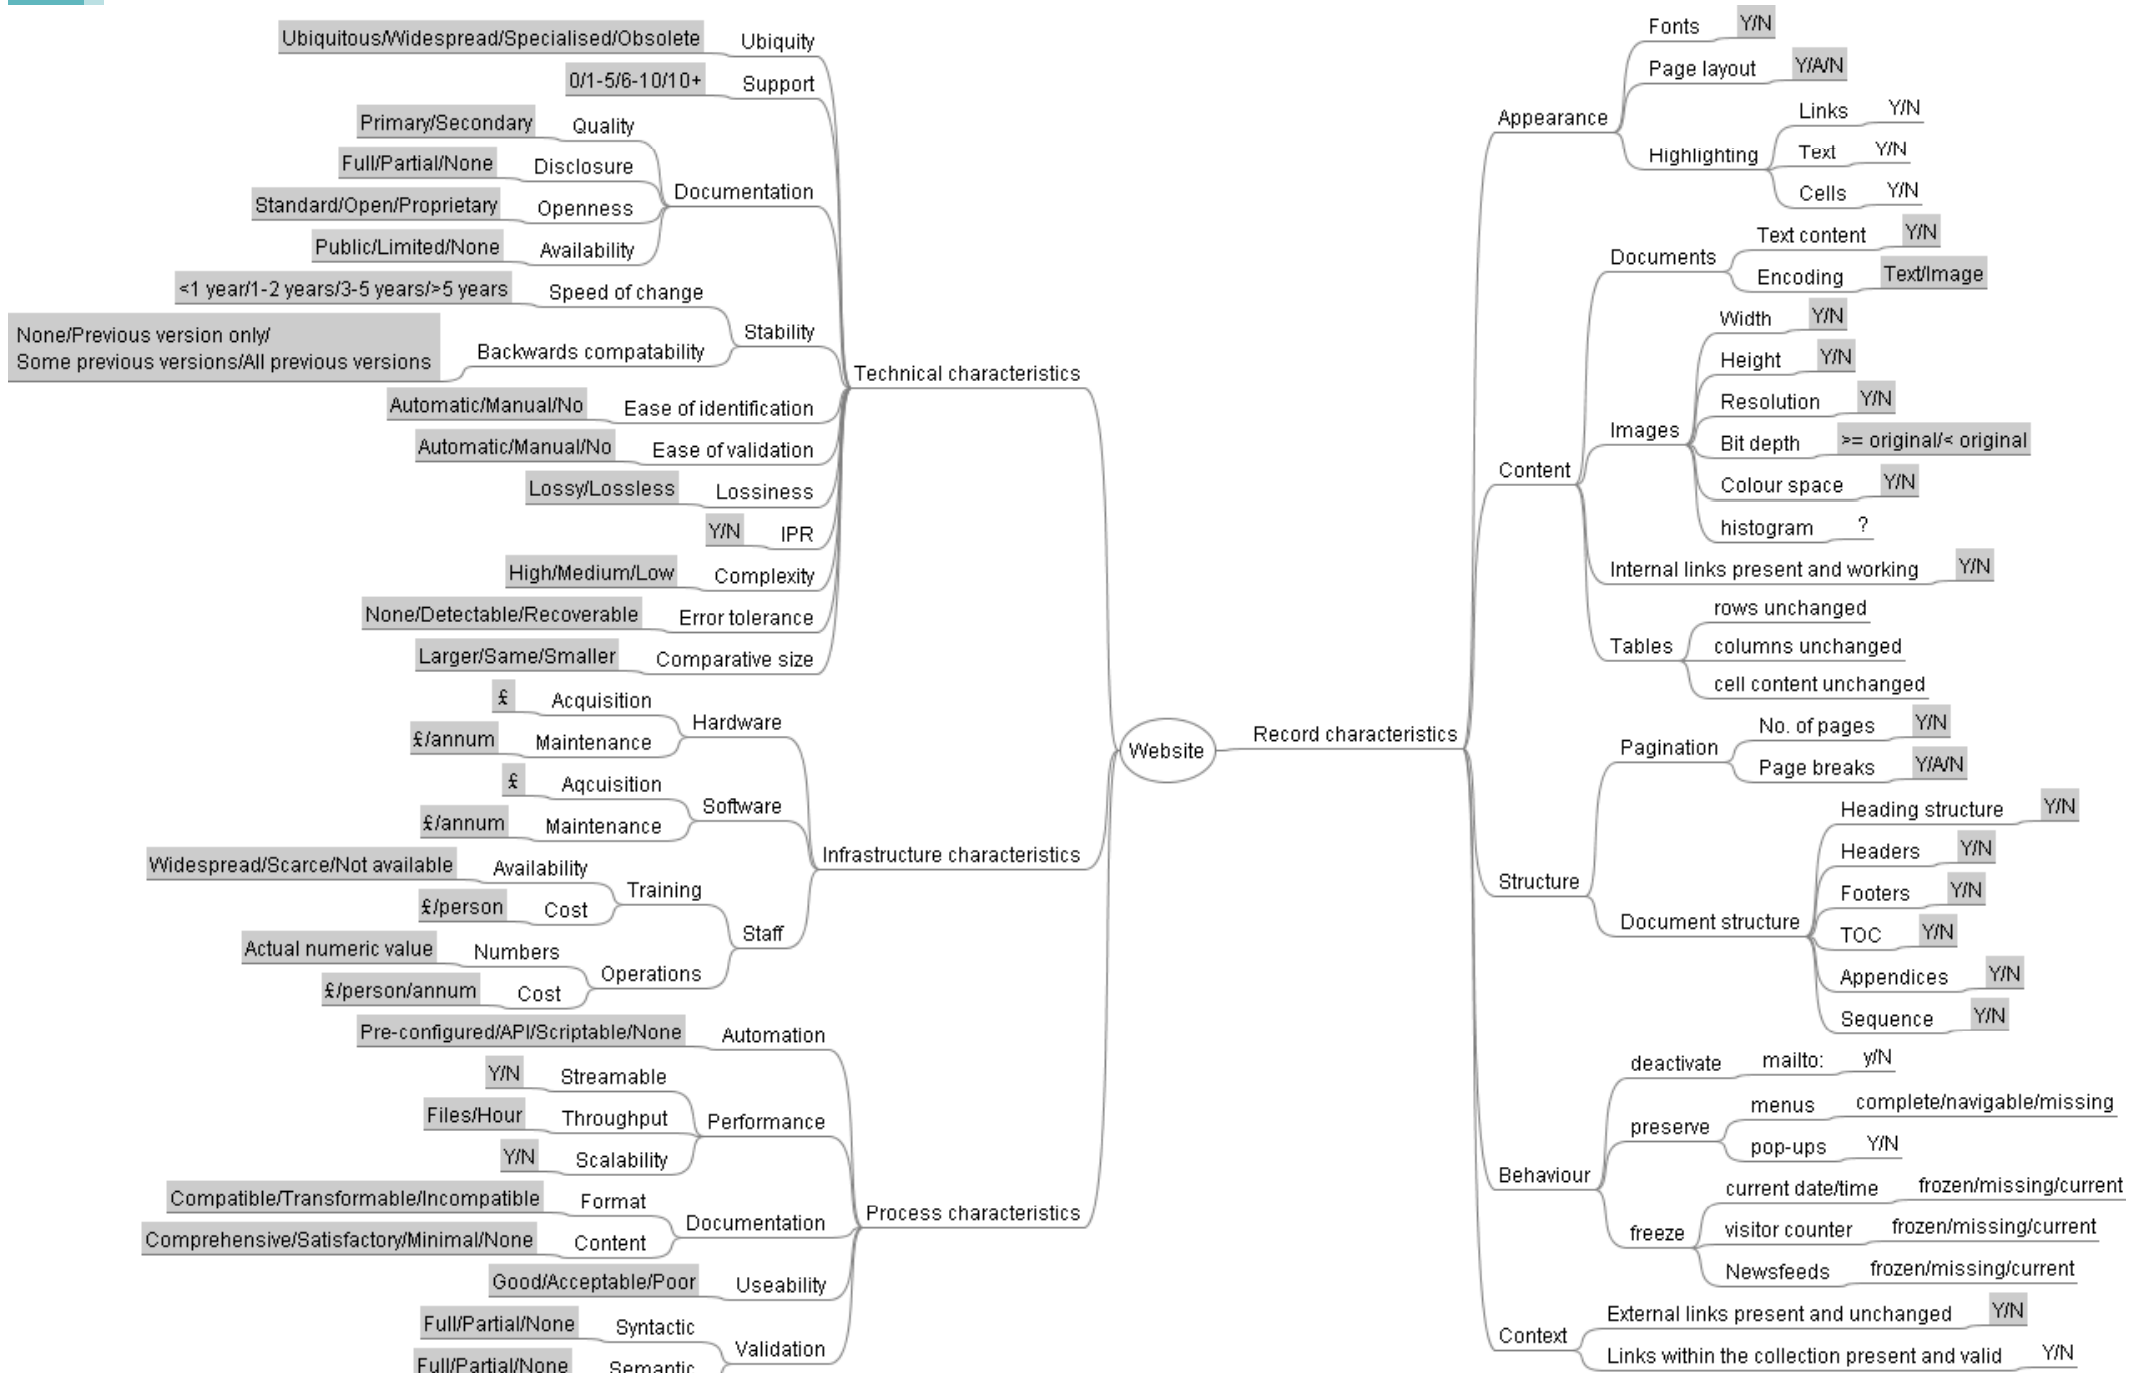 Ubiquitous/Widespread/Specialised/Obsolete Ubiquity
0/1-5/6-10/10+ Support
Primary/Secondary Quality
Full/Partial/None Disclosure
Documentation
Standard/Open/Proprietary Openness
Public/Limited/None Availability
<1 year/1-2 years/3-5 years/>5 years Speed of change
Stability
None/Previous version only/
Some previous versions/All previous versions
Backwards compatability
Technical characteristics
Automatic/Manual/No Ease of identification
Automatic/Manual/No Ease of validation
Lossy/Lossless Lossiness
Y/N IPR
High/Medium/Low Complexity
None/Detectable/Recoverable Error tolerance
Larger/Same/Smaller Comparative size
£ Acquisition
Hardware
£/annum Maintenance
£ Aqcuisition
Software
£/annum Maintenance
Infrastructure characteristics
Widespread/Scarce/Not available Availability
Training
£/person Cost
Staff
Actual numeric value Numbers
Operations
£/person/annum Cost
Pre-configured/API/Scriptable/None Automation
Y/N Streamable
Files/Hour Throughput
Performance
Y/N Scalability
Compatible/Transformable/Incompatible Format
Process characteristics
Documentation
Comprehensive/Satisfactory/Minimal/None Content
Good/Acceptable/Poor Useability
Full/Partial/None Syntactic
Validation
Full/Partial/None Semantic
Website
Record characteristics
Appearance
Fonts Y/N
Page layout Y/A/N
Highlighting
Links Y/N
Text Y/N
Cells Y/N
Content
Documents
Text content Y/N
Encoding Text/Image
Images
Width Y/N
Height Y/N
Resolution Y/N
Bit depth >= original/< original
Colour space Y/N
histogram ?
Internal links present and working Y/N
Tables
rows unchanged
columns unchanged
cell content unchanged
Structure
Pagination
No. of pages Y/N
Page breaks Y/A/N
Document structure
Heading structure Y/N
Headers Y/N
Footers Y/N
TOC Y/N
Appendices Y/N
Sequence Y/N
Behaviour
deactivate mailto: y/N
preserve
menus complete/navigable/missing
pop-ups Y/N
freeze
current date/time frozen/missing/current
visitor counter frozen/missing/current
Newsfeeds frozen/missing/current
Context
External links present and unchanged Y/N
Links within the collection present and valid Y/N